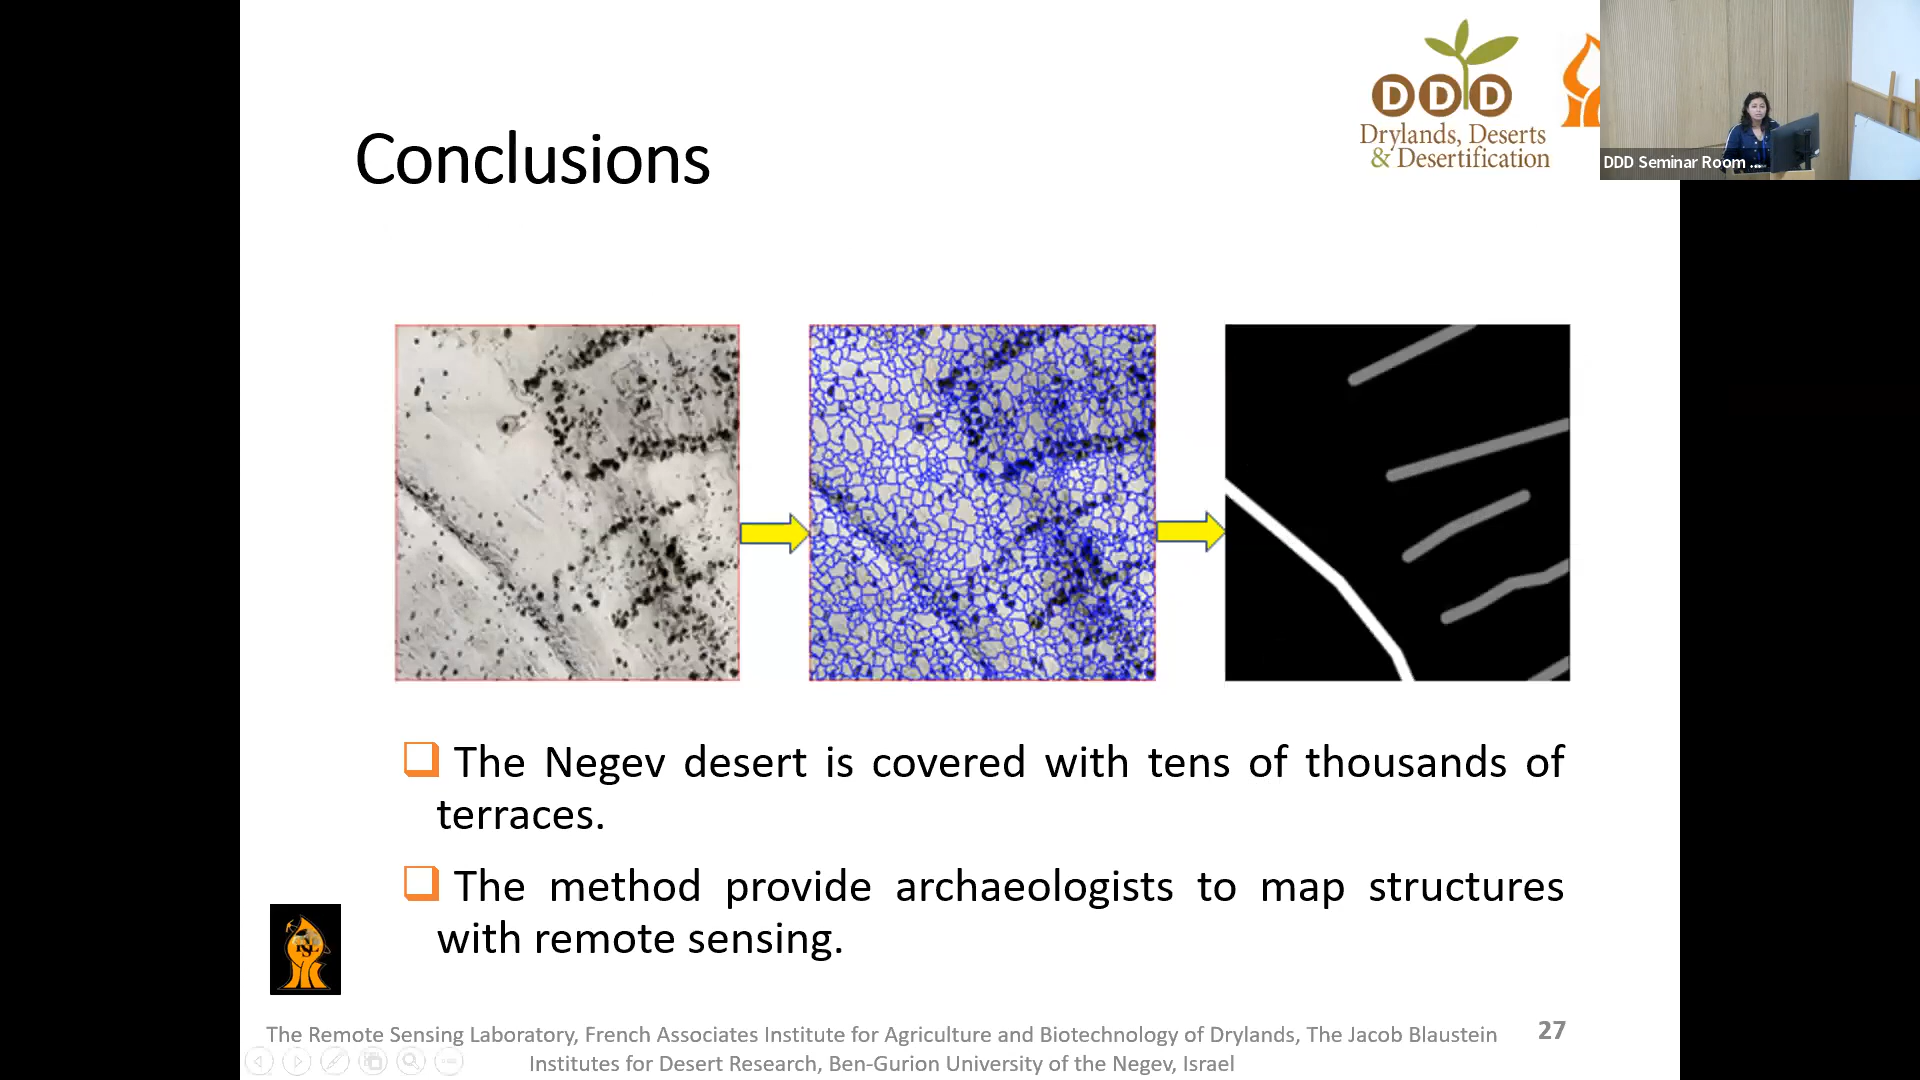 DDD
Drylands, Deserts
& Desertification
DDD Seminar Room ...
Conclusions
The Negev desert is covered with tens of thousands of
terraces.
The method provide archaeologists to map structures
with remote sensing.
The Remote Sensing Laboratory, French Associates Institute for Agriculture and Biotechnology of Drylands, The Jacob Blaustein
Institutes for Desert Research, Ben-Gurion University of the Negev, Israel
27